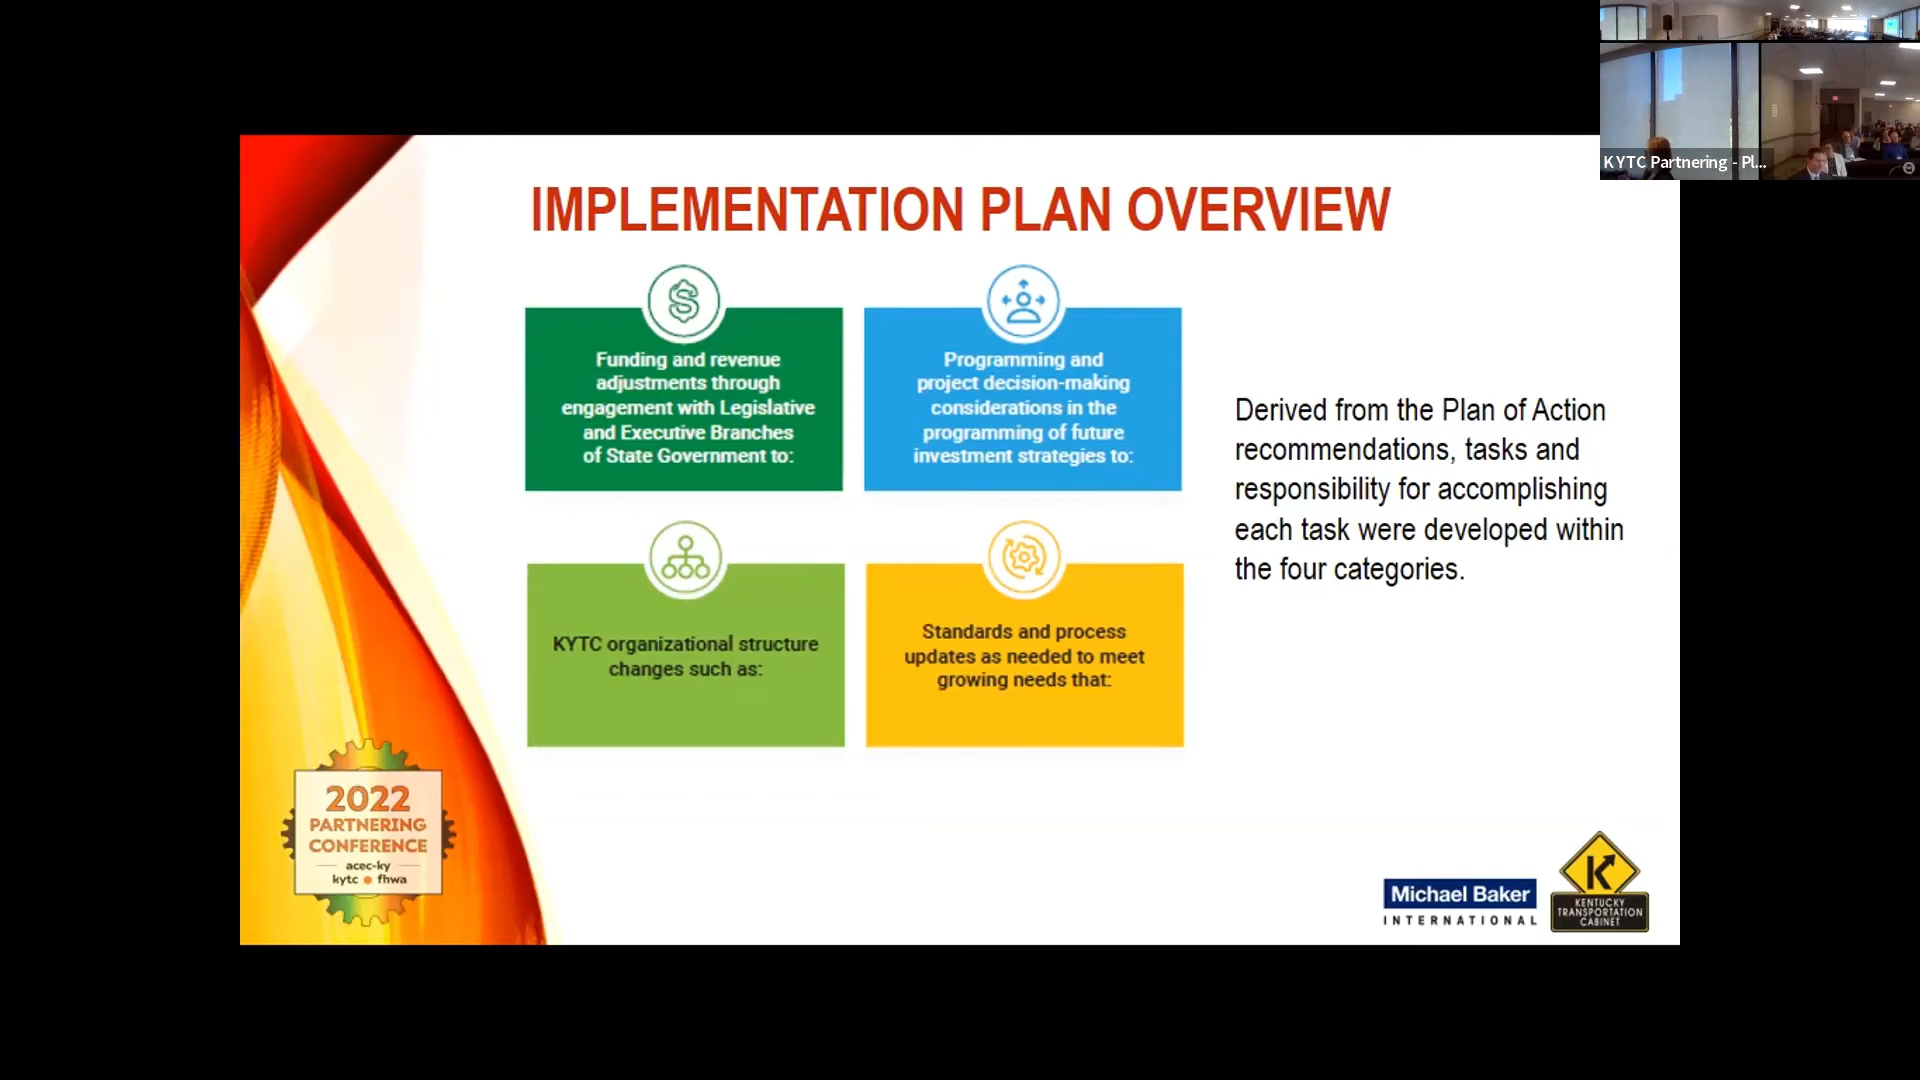 KYTC Partnering - Pl...
IMPLEMENTATION PLAN OVERVIEW
Funding and revenue
adjustments through
engagement with Legislative
and Executive Branches
of State Government to:
Programming and
project decision-making
considerations in the
programming of future
investment strategies to:
KYTC organizational structure
changes such as:
Standards and process
updates as needed to meet
growing needs that:
Derived from the Plan of Action
recommendations, tasks and
responsibility for accomplishing
each task were developed within
the four categories.
2022
PARTNERING
CONFERENCE
acec-ky
kytc fhwa
Michael Baker
INTERNATIONAL
K
KENTUCKY
TRANSPORTATION
CABINET